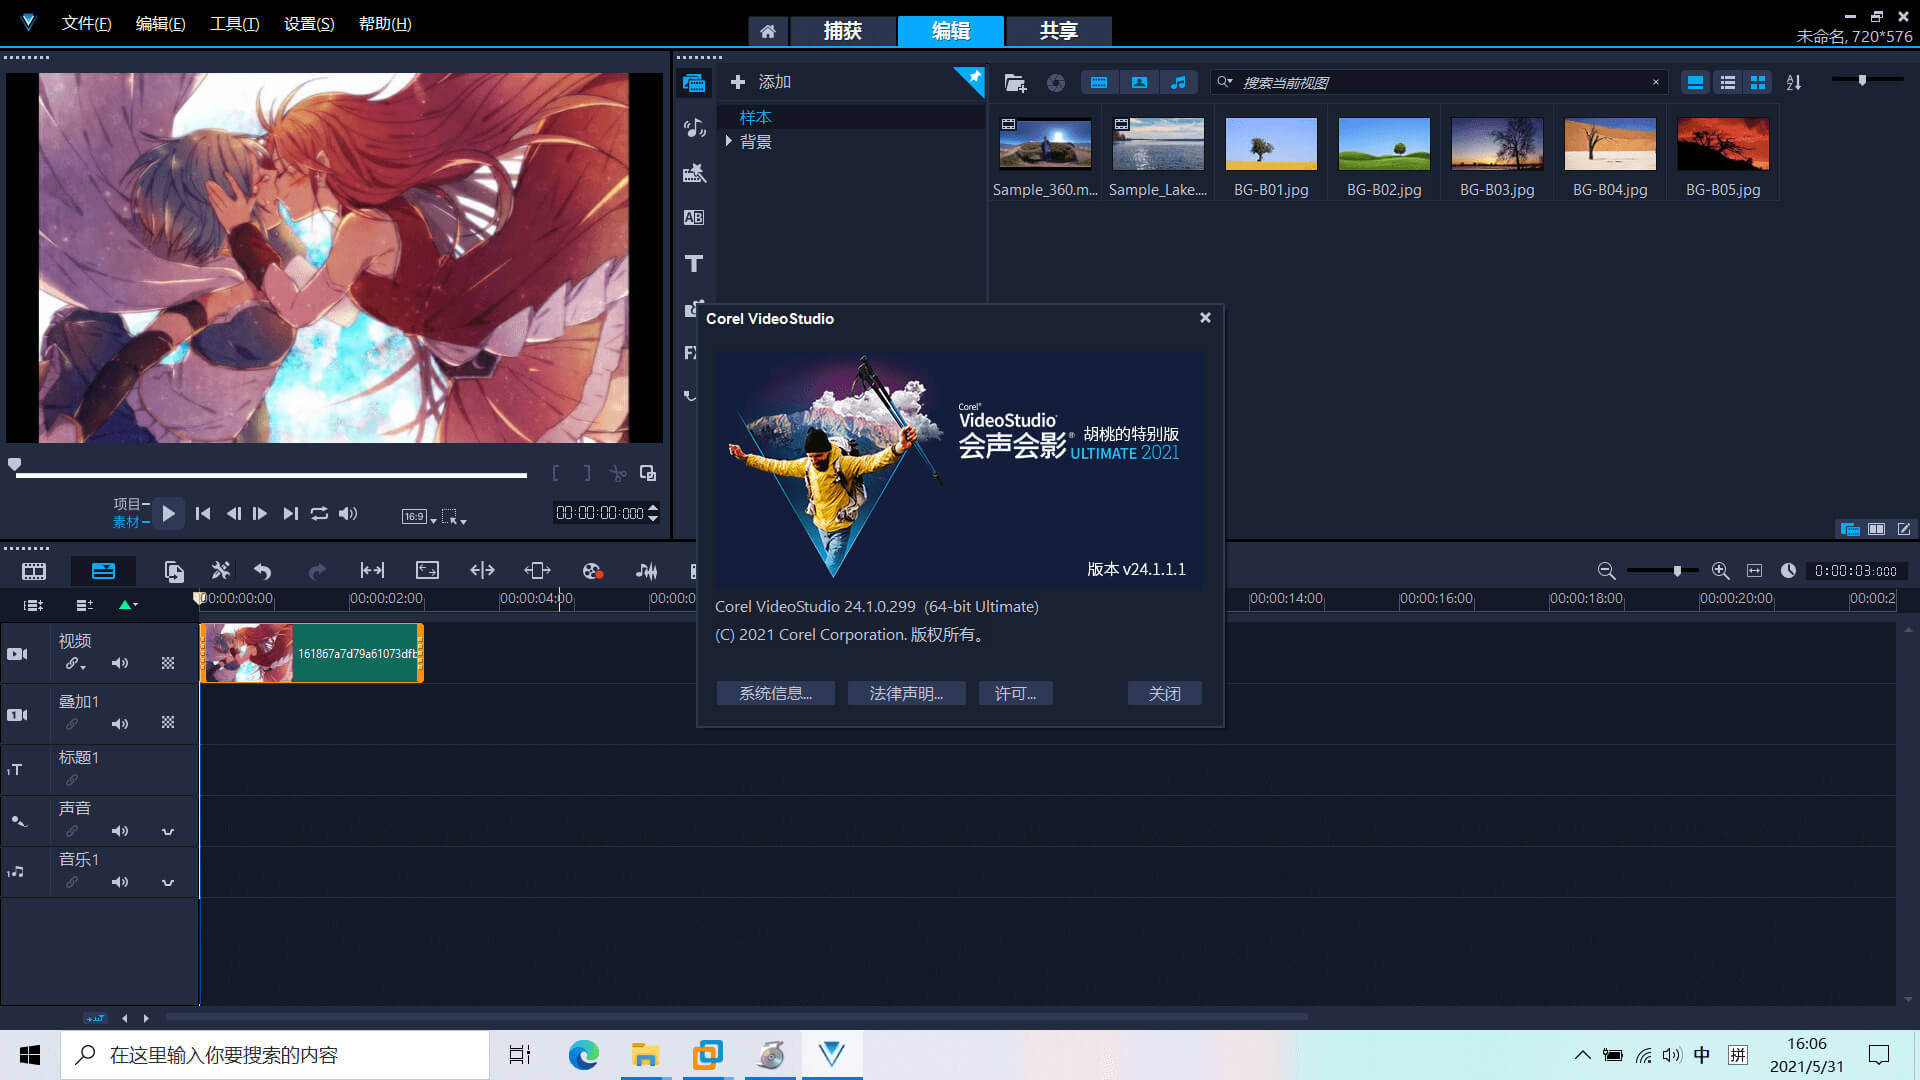 文件(F) 编辑(E) 工具(T) 设置(S) 帮助(H)
捕获 编辑 共享
未命名, 720*576
添加
搜索当前视图
样本
背景
Sample_360.m... Sample_Lake.... BG-B01.jpg BG-B02.jpg BG-B03.jpg BG-B04.jpg BG-B05.jpg
AB
T
FX
Corel VideoStudio
Corel®
VideoStudio®
会声会影® 胡桃的特别版
ULTIMATE 2021
版本 v24.1.1.1
Corel VideoStudio 24.1.0.299 (64-bit Ultimate)
(C) 2021 Corel Corporation. 版权所有。
系统信息... 法律声明... 许可... 关闭
项目
素材
16:9
00:00:00:000
0:00:03:000
00:00:00:00 00:00:02:00 00:00:04:00 00:00:0 00:00:14:00 00:00:16:00 00:00:18:00 00:00:20:00 00:00:2
视频
161867a7d79a61073dfb
叠加1
标题1
声音
音乐1
在这里输入你要搜索的内容
中 拼
16:06
2021/5/31